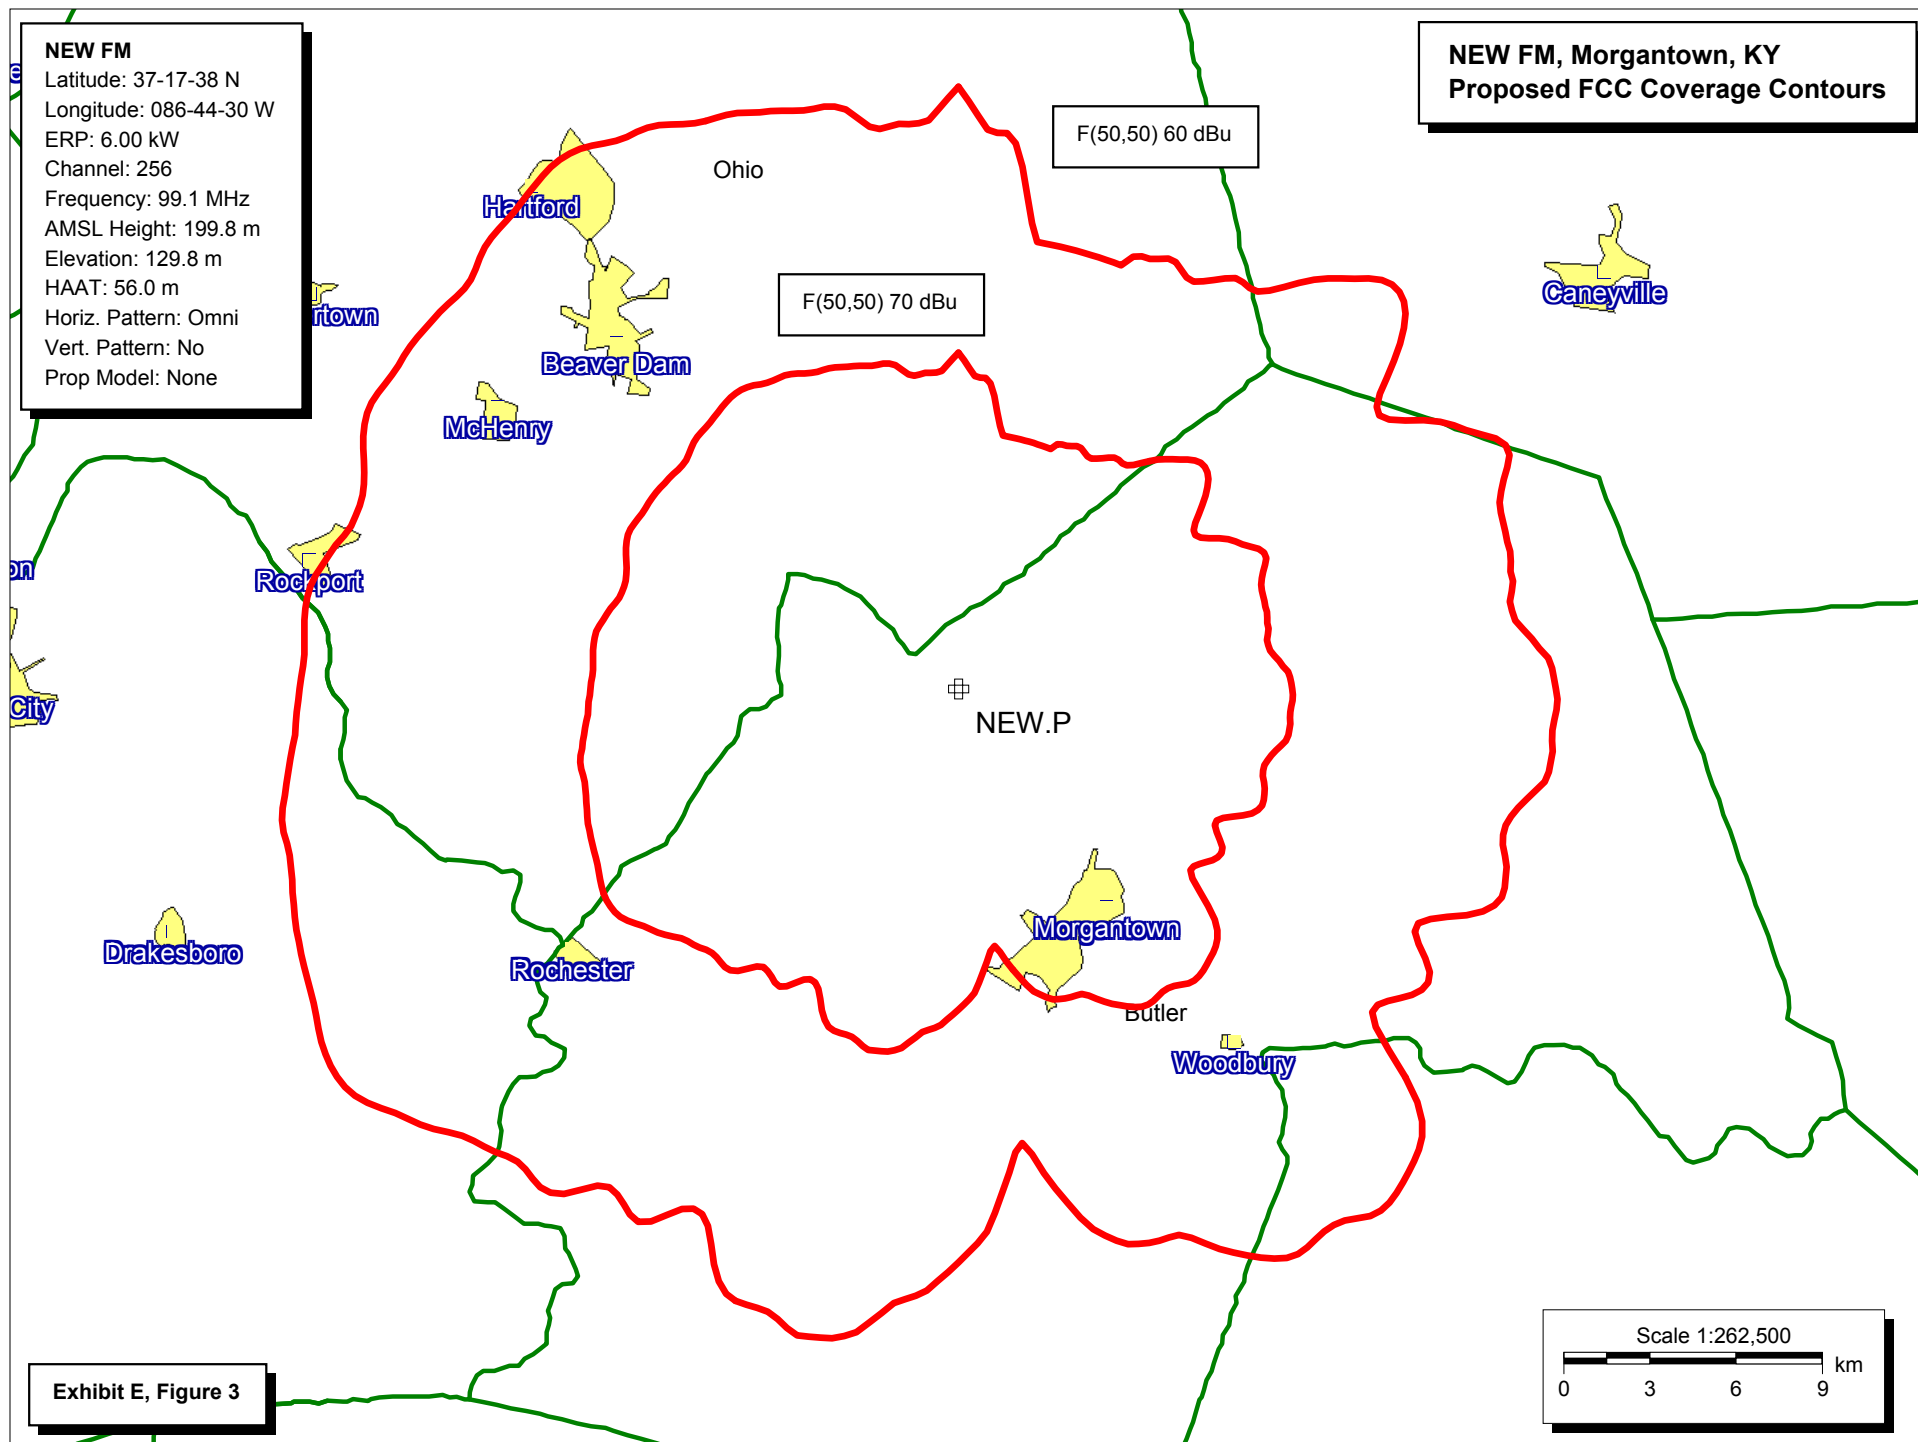 NEW FM
Latitude: 37-17-38 N
Longitude: 086-44-30 W
ERP: 6.00 kW
Channel: 256
Frequency: 99.1 MHz
AMSL Height: 199.8 m
Elevation: 129.8 m
HAAT: 56.0 m
Horiz. Pattern: Omni
Vert. Pattern: No
Prop Model: None
NEW FM, Morgantown, KY
Proposed FCC Coverage Contours
F(50,50) 60 dBu
Ohio
Hartford
F(50,50) 70 dBu
Caneyville
rtown
Beaver Dam
McHenry
on
Rockport
City
NEW.P
Morgantown
Drakesboro
Rochester
Butler
Woodbury
Scale 1:262,500
km
0 3 6 9
Exhibit E, Figure 3